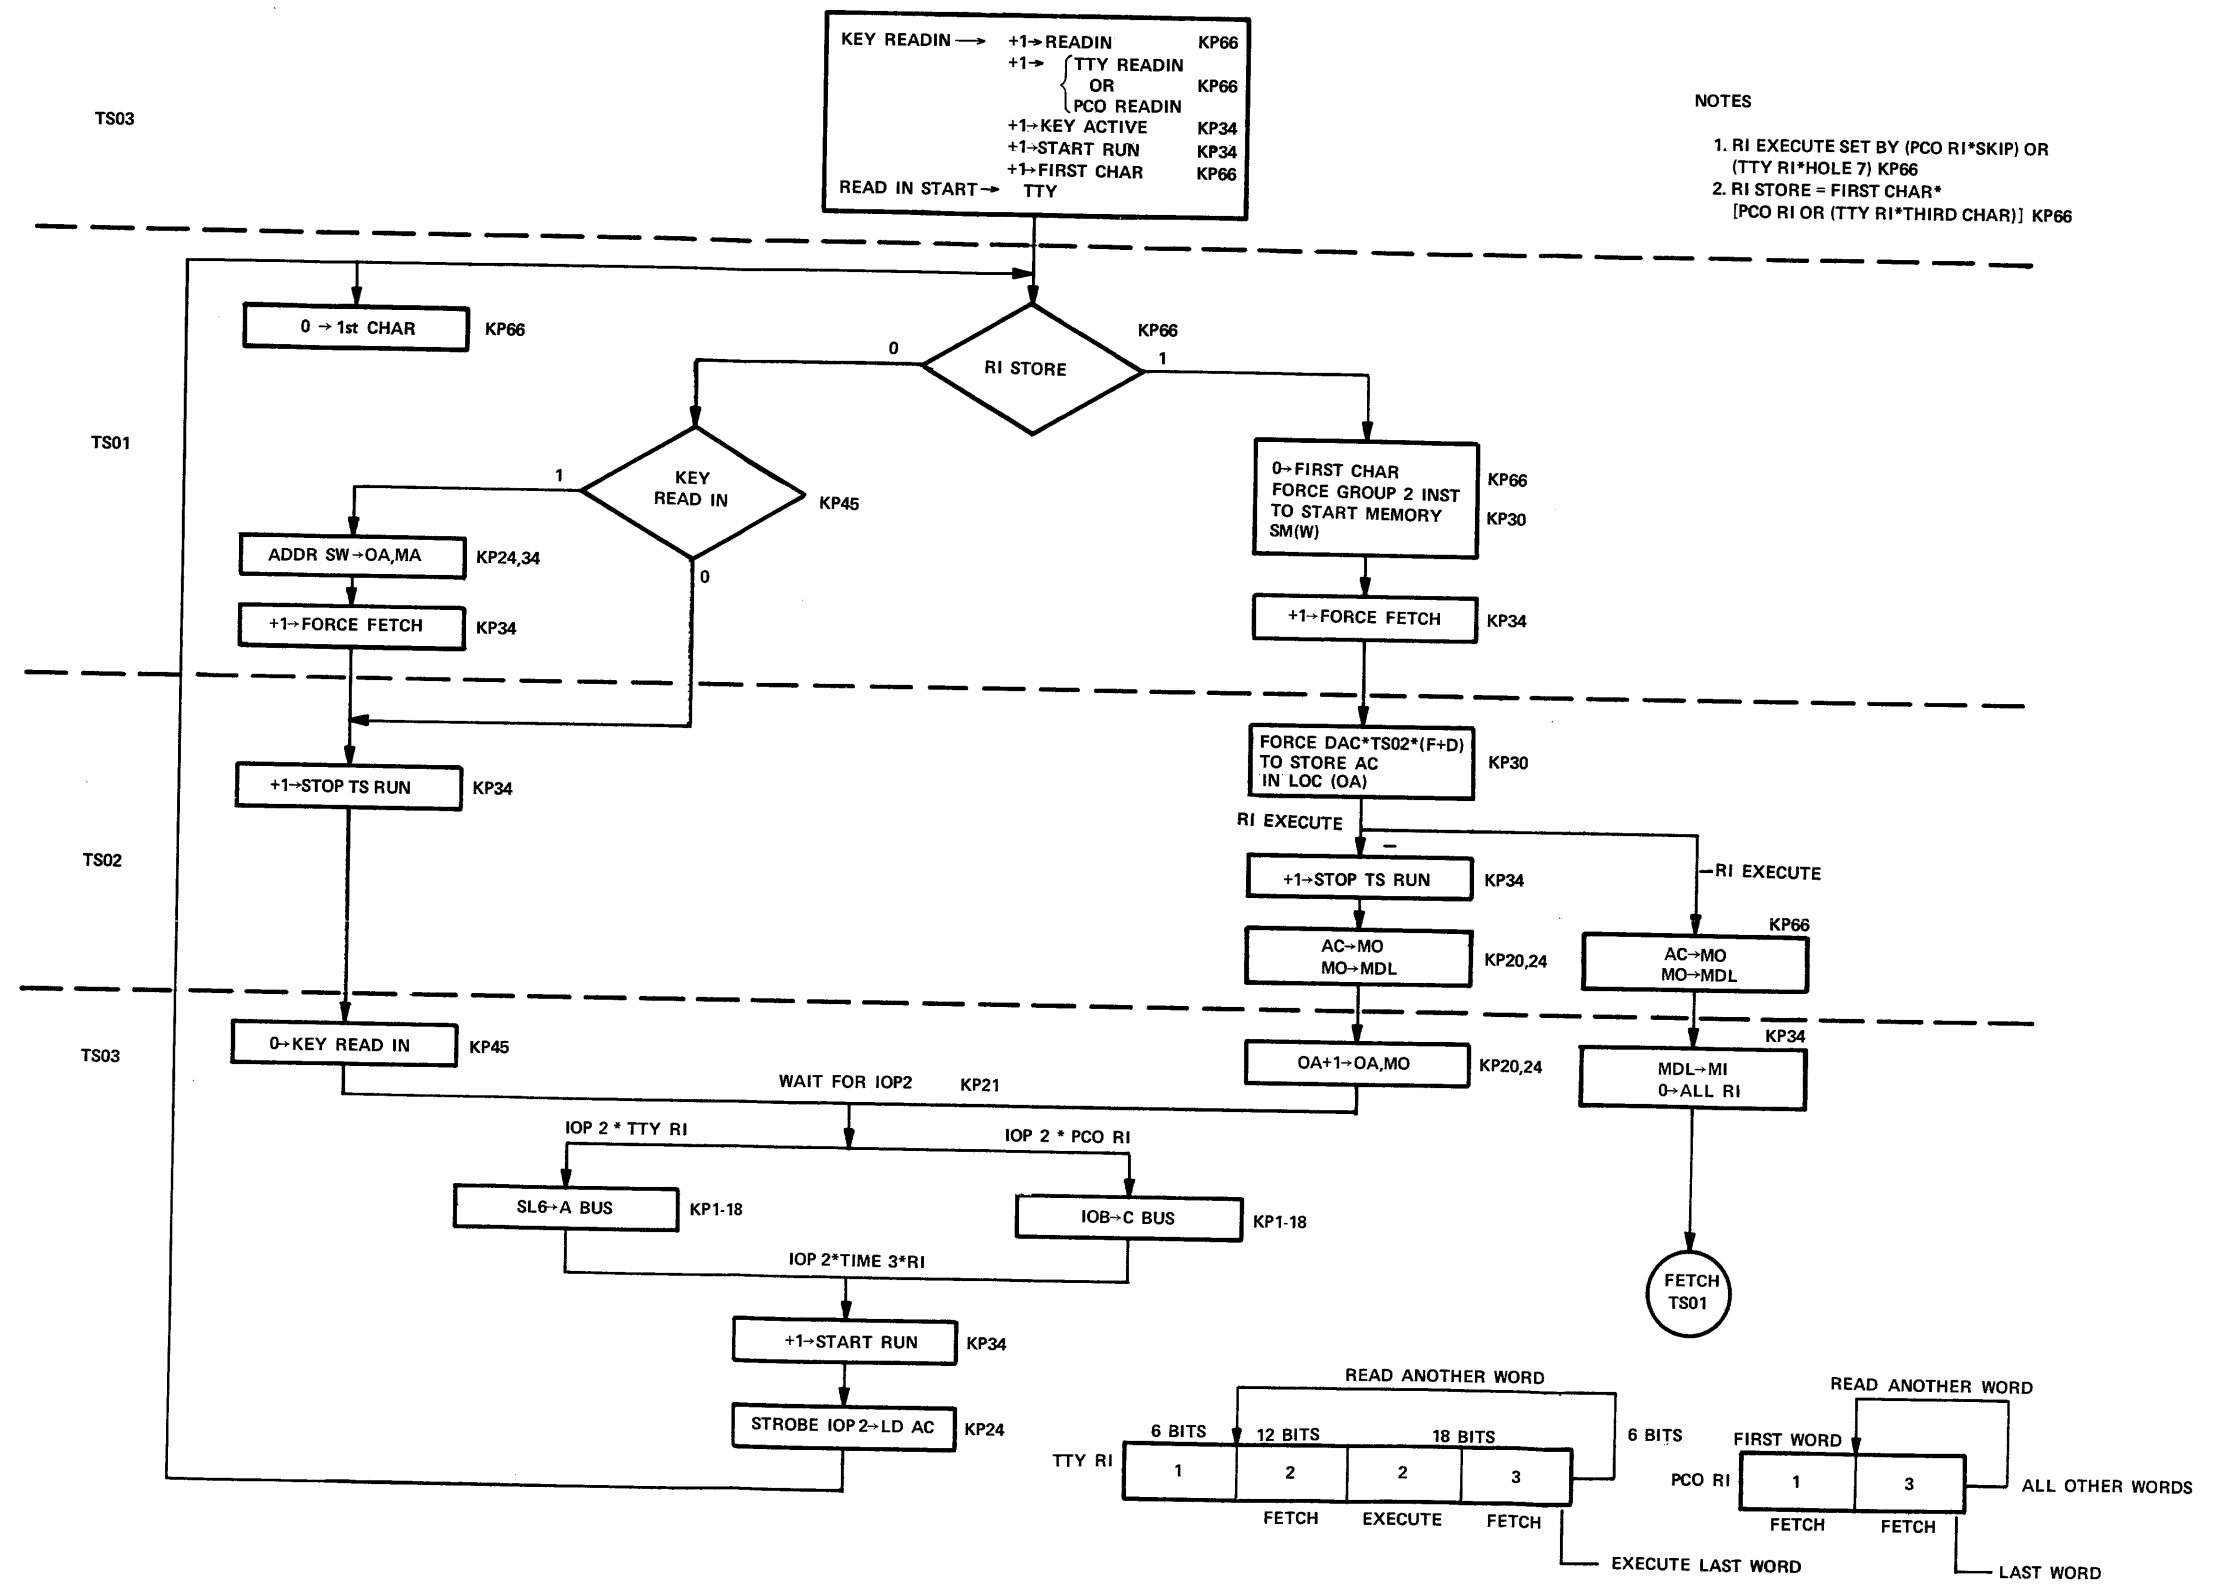 KEY READIN → +1→READIN KP66
+1→ TTY READIN
OR KP66
PCO READIN
+1→KEY ACTIVE KP34
+1→START RUN KP34
+1→FIRST CHAR KP66
READ IN START→ TTY
TS03
NOTES
1. RI EXECUTE SET BY (PCO RI*SKIP) OR
(TTY RI*HOLE 7) KP66
2. RI STORE = FIRST CHAR*
[PCO RI OR (TTY RI*THIRD CHAR)] KP66
0 → 1st CHAR KP66
KP66
0
RI STORE
1
TS01
1
KEY
READ IN
KP45
0
ADDR SW→OA,MA KP24,34
+1→FORCE FETCH KP34
0→FIRST CHAR KP66
FORCE GROUP 2 INST
TO START MEMORY KP30
SM(W)
+1→FORCE FETCH KP34
+1→STOP TS RUN KP34
FORCE DAC*TS02*(F+D)
TO STORE AC KP30
IN LOC (OA)
RI EXECUTE
–
TS02
+1→STOP TS RUN KP34
–RI EXECUTE
AC→MO
MO→MDL
KP20,24
KP66
AC→MO
MO→MDL
TS03
0→KEY READ IN KP45
OA+1→OA,MO KP20,24
KP34
MDL→MI
0→ALL RI
WAIT FOR IOP2 KP21
IOP 2 * TTY RI
IOP 2 * PCO RI
SL6→A BUS KP1-18
IOB→C BUS KP1-18
IOP 2*TIME 3*RI
FETCH
TS01
+1→START RUN KP34
STROBE IOP 2→LD AC KP24
READ ANOTHER WORD
6 BITS 12 BITS 18 BITS 6 BITS
TTY RI 1 2 2 3
FETCH EXECUTE FETCH
EXECUTE LAST WORD
READ ANOTHER WORD
FIRST WORD
PCO RI 1 3 ALL OTHER WORDS
FETCH FETCH
LAST WORD